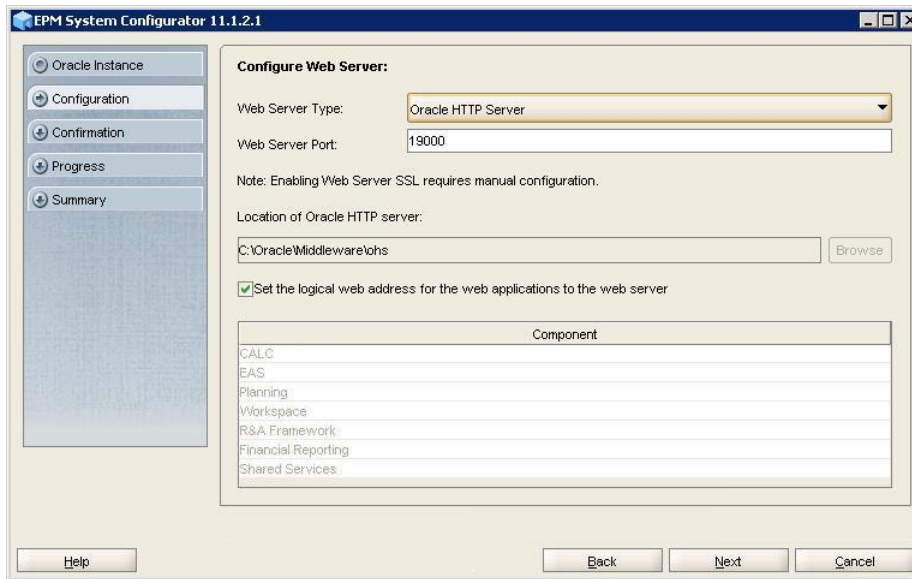 EPM System Configurator 11.1.2.1
Oracle Instance
Configuration
Confirmation
Progress
Summary
Configure Web Server:
Web Server Type: Oracle HTTP Server
Web Server Port: 19000
Note: Enabling Web Server SSL requires manual configuration.
Location of Oracle HTTP server:
C:\Oracle\Middleware\ohs Browse
Set the logical web address for the web applications to the web server
Component
CALC
EAS
Planning
Workspace
R&A Framework
Financial Reporting
Shared Services
Help Back Next Cancel